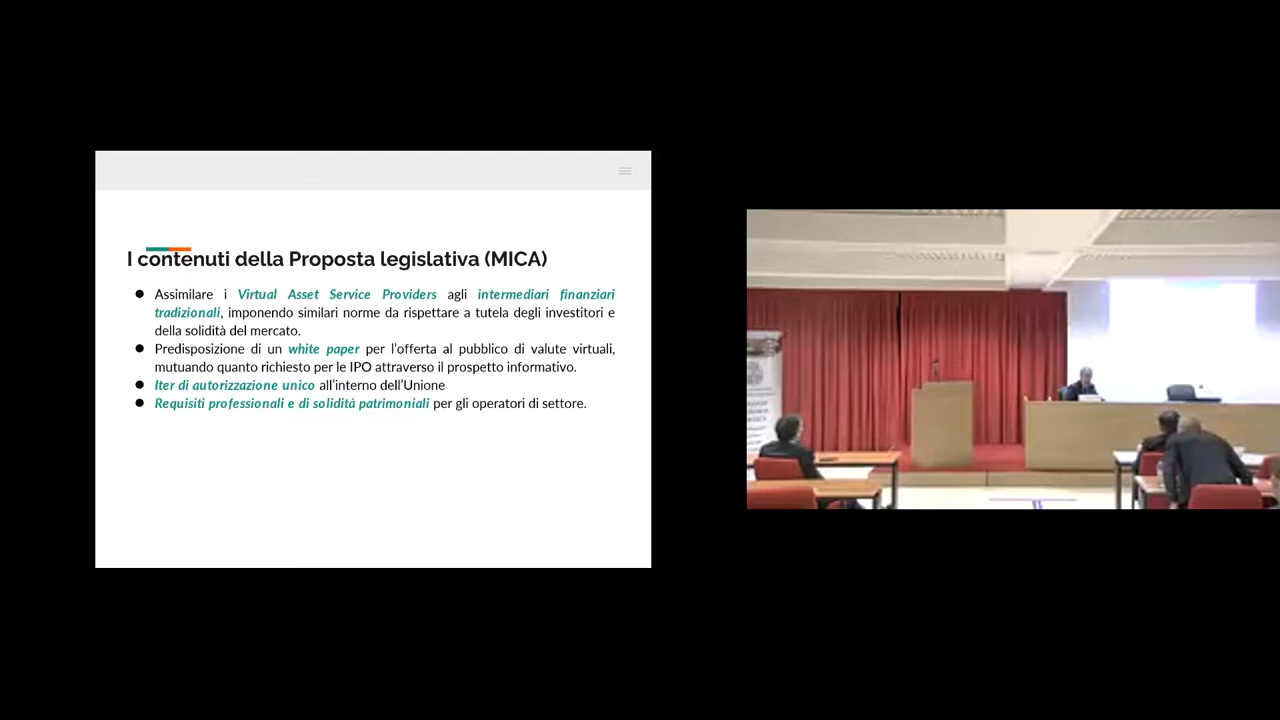 I contenuti della Proposta legislativa (MICA)
● Assimilare i Virtual Asset Service Providers agli intermediari finanziari
tradizionali, imponendo similari norme da rispettare a tutela degli investitori e
della solidità del mercato.
● Predisposizione di un white paper per l'offerta al pubblico di valute virtuali,
mutuando quanto richiesto per le IPO attraverso il prospetto informativo.
● Iter di autorizzazione unico all'interno dell'Unione
● Requisiti professionali e di solidità patrimoniali per gli operatori di settore.